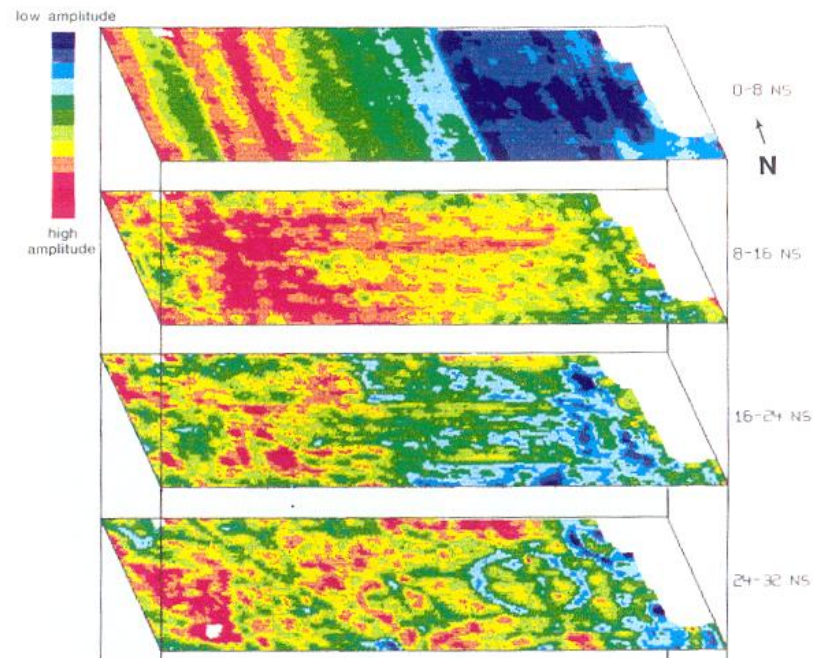 low amplitude
high
amplitude
0-8 NS
N
8-16 NS
16-24 NS
24-32 NS